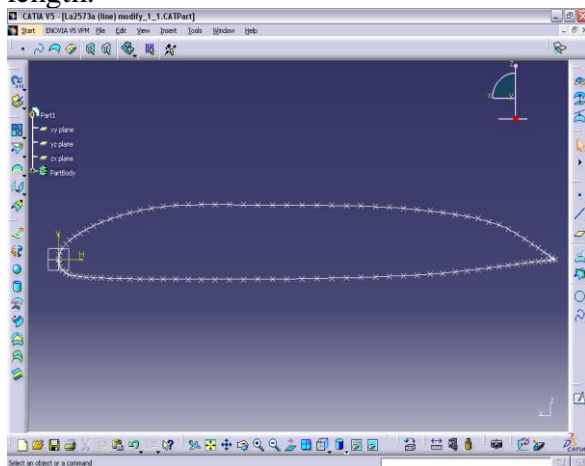 length.
CATIA V5 - [La2573a (line) modify_1_1.CATPart]
Start ENOVIA V5 VPM File Edit View Insert Tools Window Help
z
x y
Part1
xy plane
yz plane
zx plane
PartBody
V
H
z
Select an object or a command